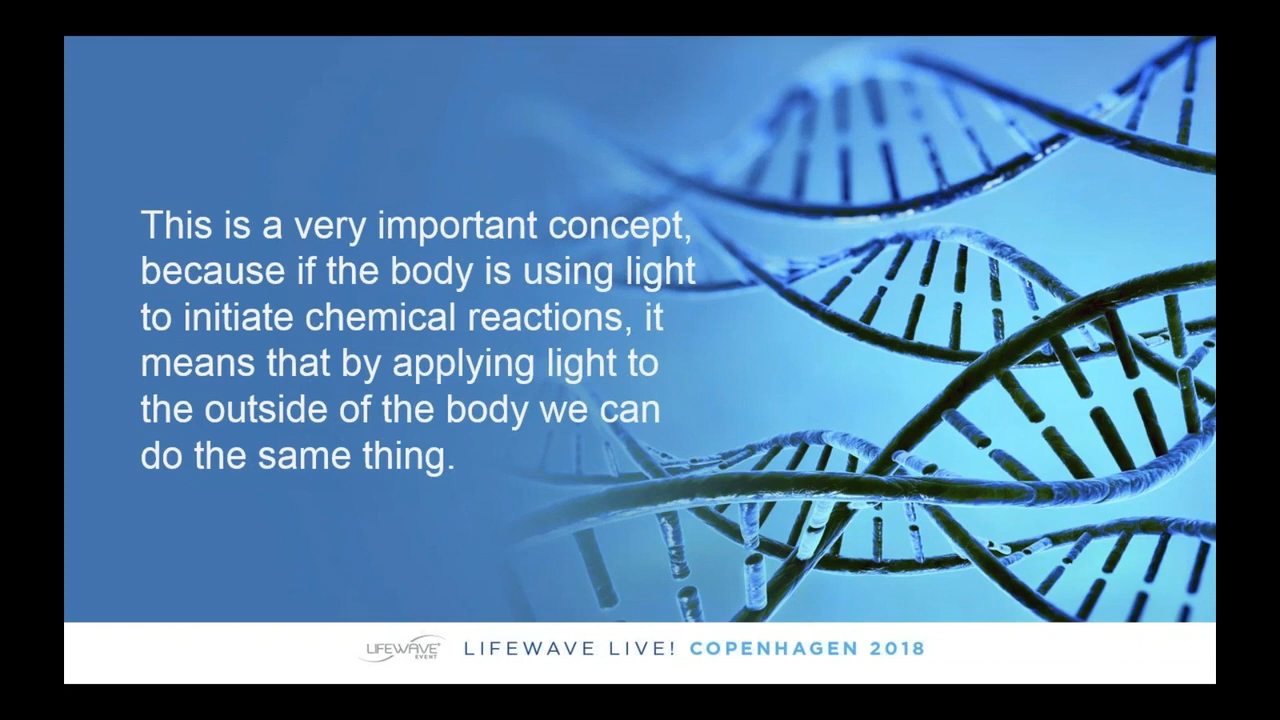 This is a very important concept,
because if the body is using light
to initiate chemical reactions, it
means that by applying light to
the outside of the body we can
do the same thing.
LIFEWAVE®
EVENT
LIFEWAVE LIVE! COPENHAGEN 2018